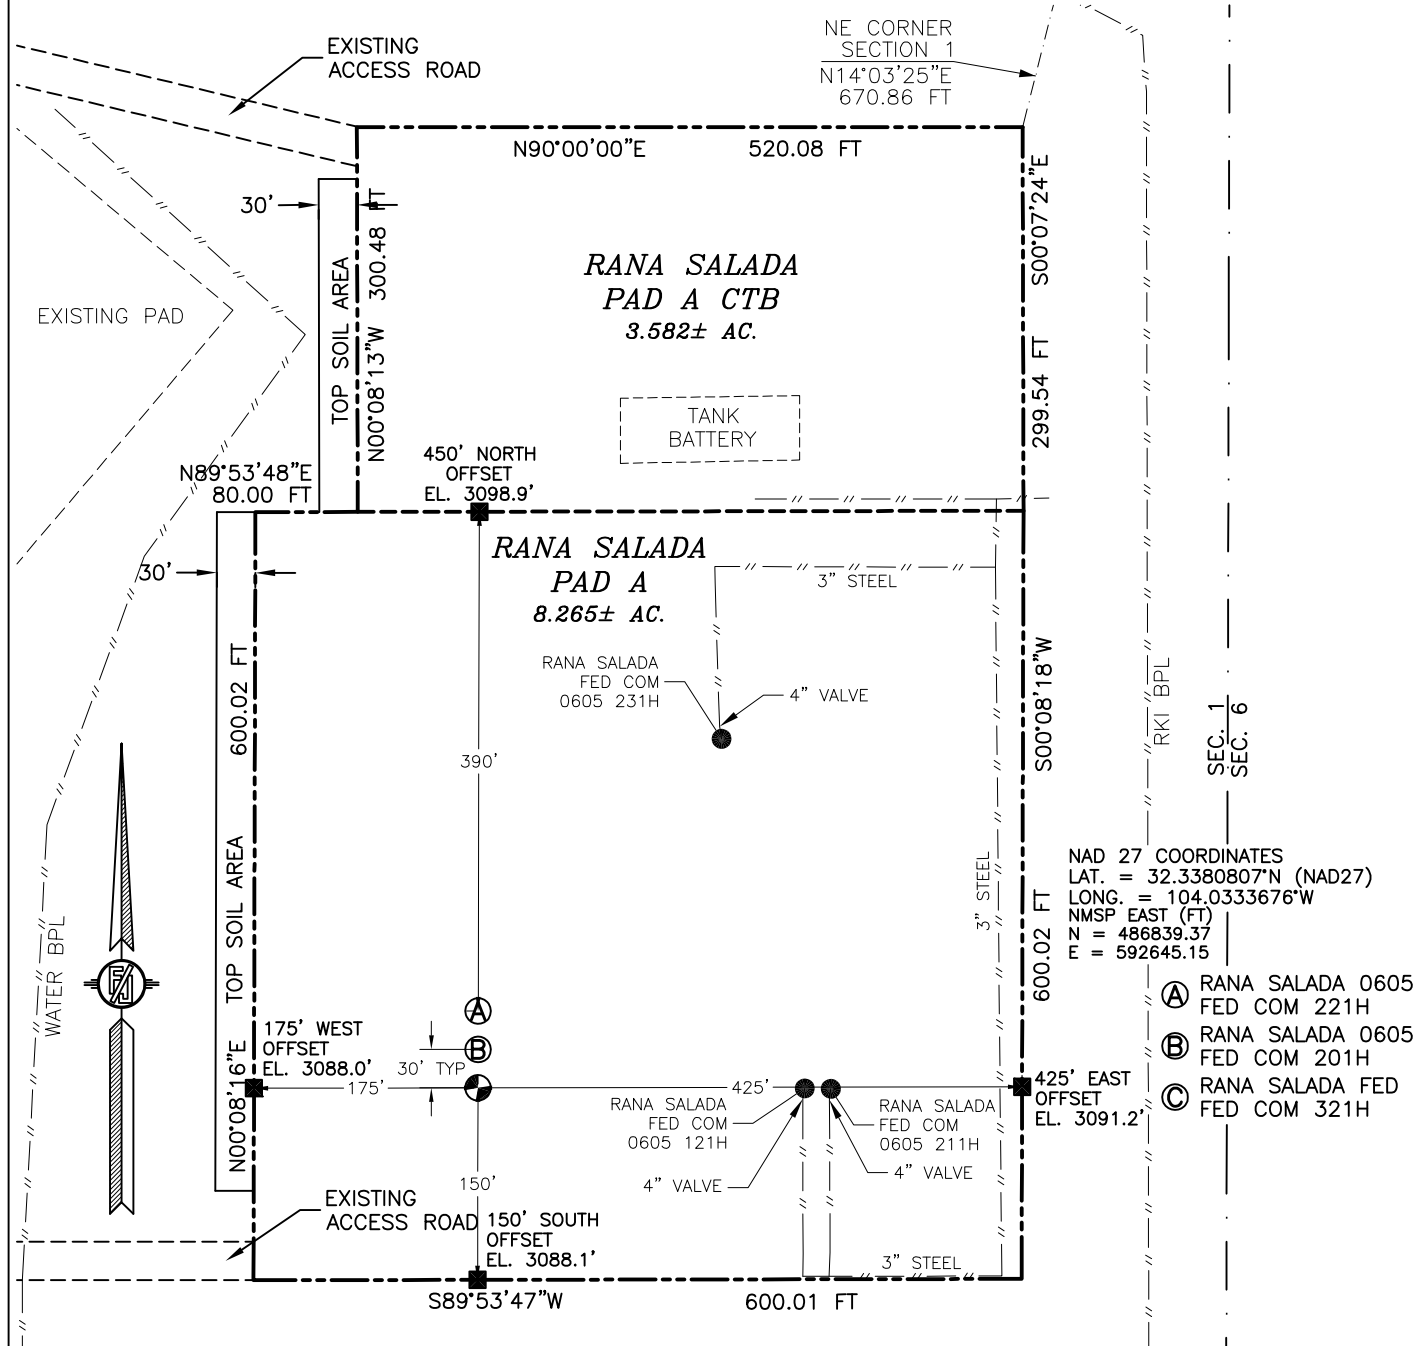 EXISTING
ACCESS ROAD
NE CORNER
SECTION 1
N14°03'25"E
670.86 FT
N90°00'00"E 520.08 FT
30'
TOP SOIL AREA
N00°08'13"W 300.48 FT
S00°07'24"E
299.54 FT
RANA SALADA
PAD A CTB
3.582± AC.
EXISTING PAD
TANK
BATTERY
N89°53'48"E
80.00 FT
450' NORTH
OFFSET
EL. 3098.9'
RANA SALADA
PAD A
8.265± AC.
30'
3" STEEL
RANA SALADA
FED COM
0605 231H
4" VALVE
390'
600.02 FT
TOP SOIL AREA
N00°08'16"E
S00°08'18"W
600.02 FT
RKI BPL
SEC. 1
SEC. 6
3" STEEL
NAD 27 COORDINATES
LAT. = 32.3380807°N (NAD27)
LONG. = 104.0333676°W
NMSP EAST (FT)
N = 486839.37
E = 592645.15
WATER BPL
FJ
A
B
A RANA SALADA 0605
FED COM 221H
B RANA SALADA 0605
FED COM 201H
C RANA SALADA FED
FED COM 321H
175' WEST
OFFSET
EL. 3088.0'
30' TYP
175'
425'
425' EAST
OFFSET
EL. 3091.2'
RANA SALADA
FED COM
0605 121H
4" VALVE
RANA SALADA
FED COM
0605 211H
4" VALVE
150'
EXISTING
ACCESS ROAD
150' SOUTH
OFFSET
EL. 3088.1'
3" STEEL
S89°53'47"W 600.01 FT